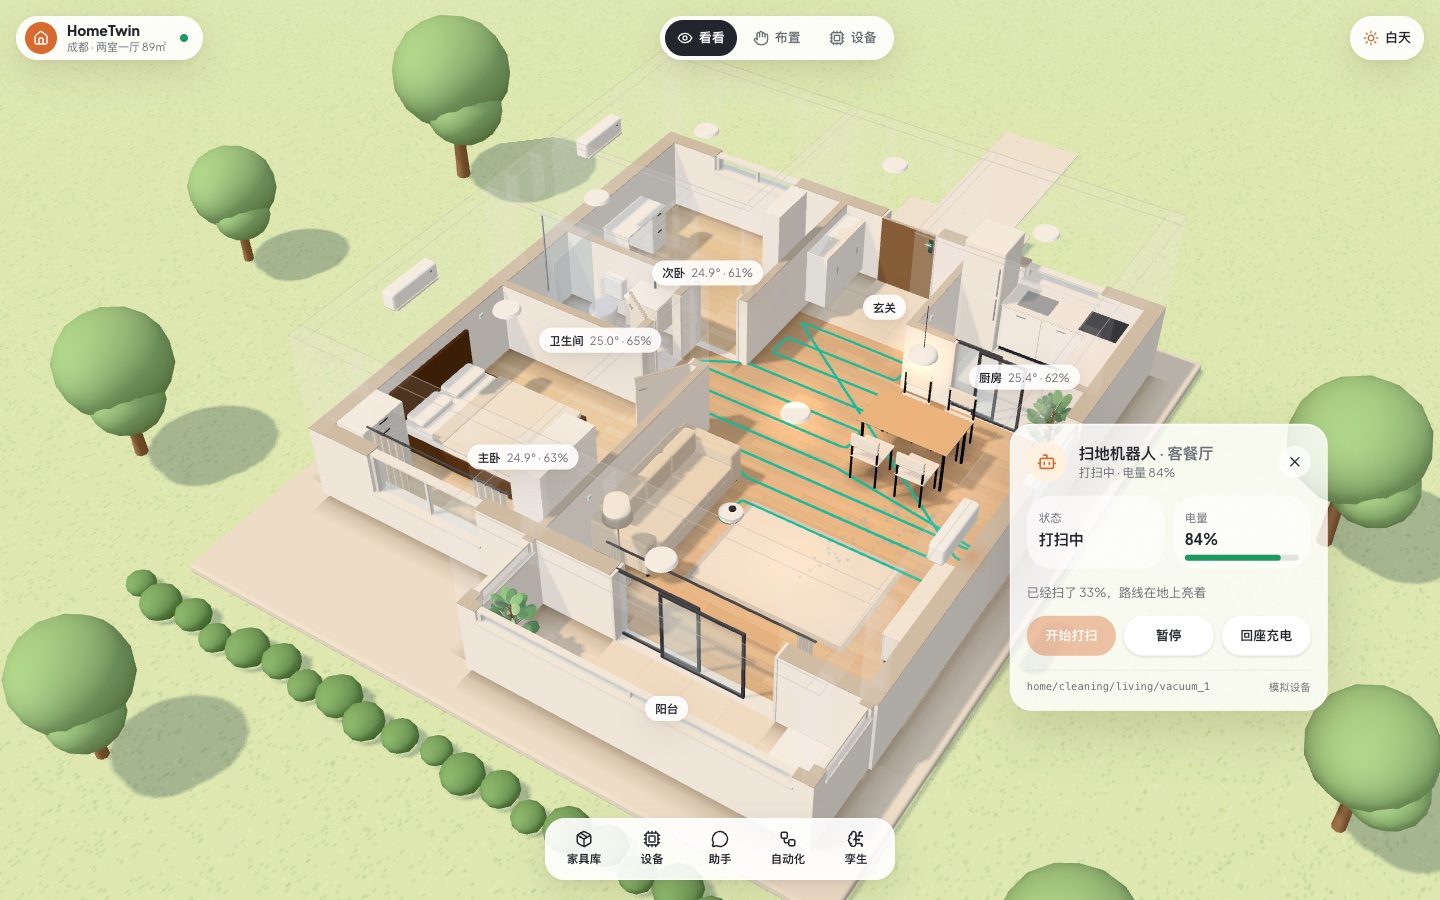 HomeTwin
成都 · 两室一厅 89㎡
看看
布置
设备
白天
次卧 24.9° · 61%
玄关
卫生间 25.0° · 65%
厨房 25.4° · 62%
主卧 24.9° · 63%
阳台
扫地机器人 · 客餐厅
打扫中 · 电量 84%
状态
打扫中
电量
84%
已经扫了 33%，路线在地上亮着
开始打扫
暂停
回座充电
home/cleaning/living/vacuum_1
模拟设备
家具库
设备
助手
自动化
孪生